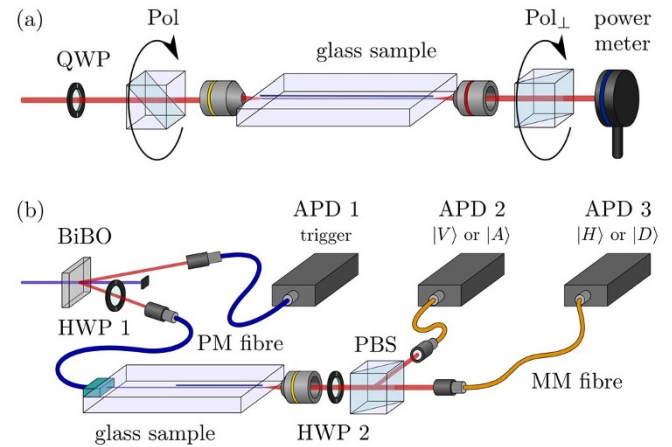 (a)
Pol
Pol⊥
power
meter
QWP
glass sample
(b)
BiBO
APD 1
trigger
APD 2
|V⟩ or |A⟩
APD 3
|H⟩ or |D⟩
HWP 1
PM fibre
PBS
MM fibre
glass sample
HWP 2